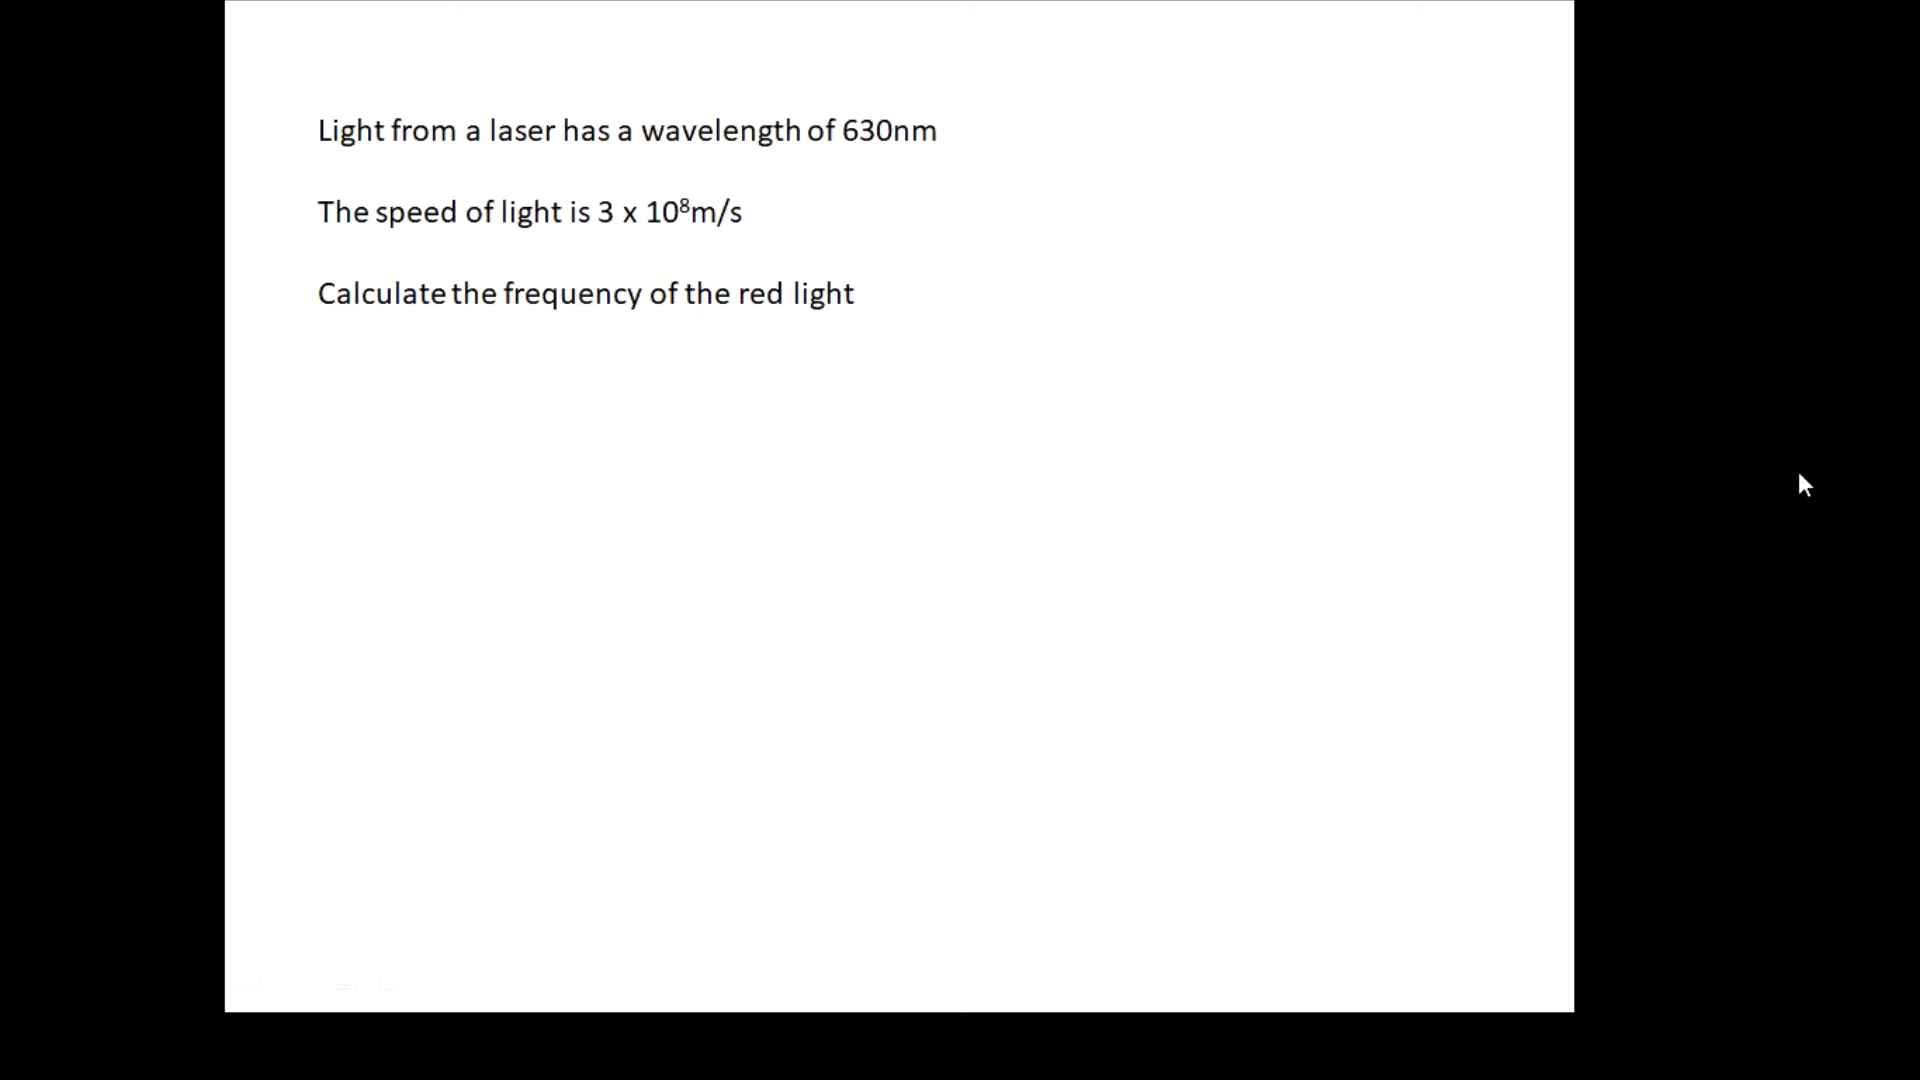 Light from a laser has a wavelength of 630nm
The speed of light is 3 x 10⁸m/s
Calculate the frequency of the red light